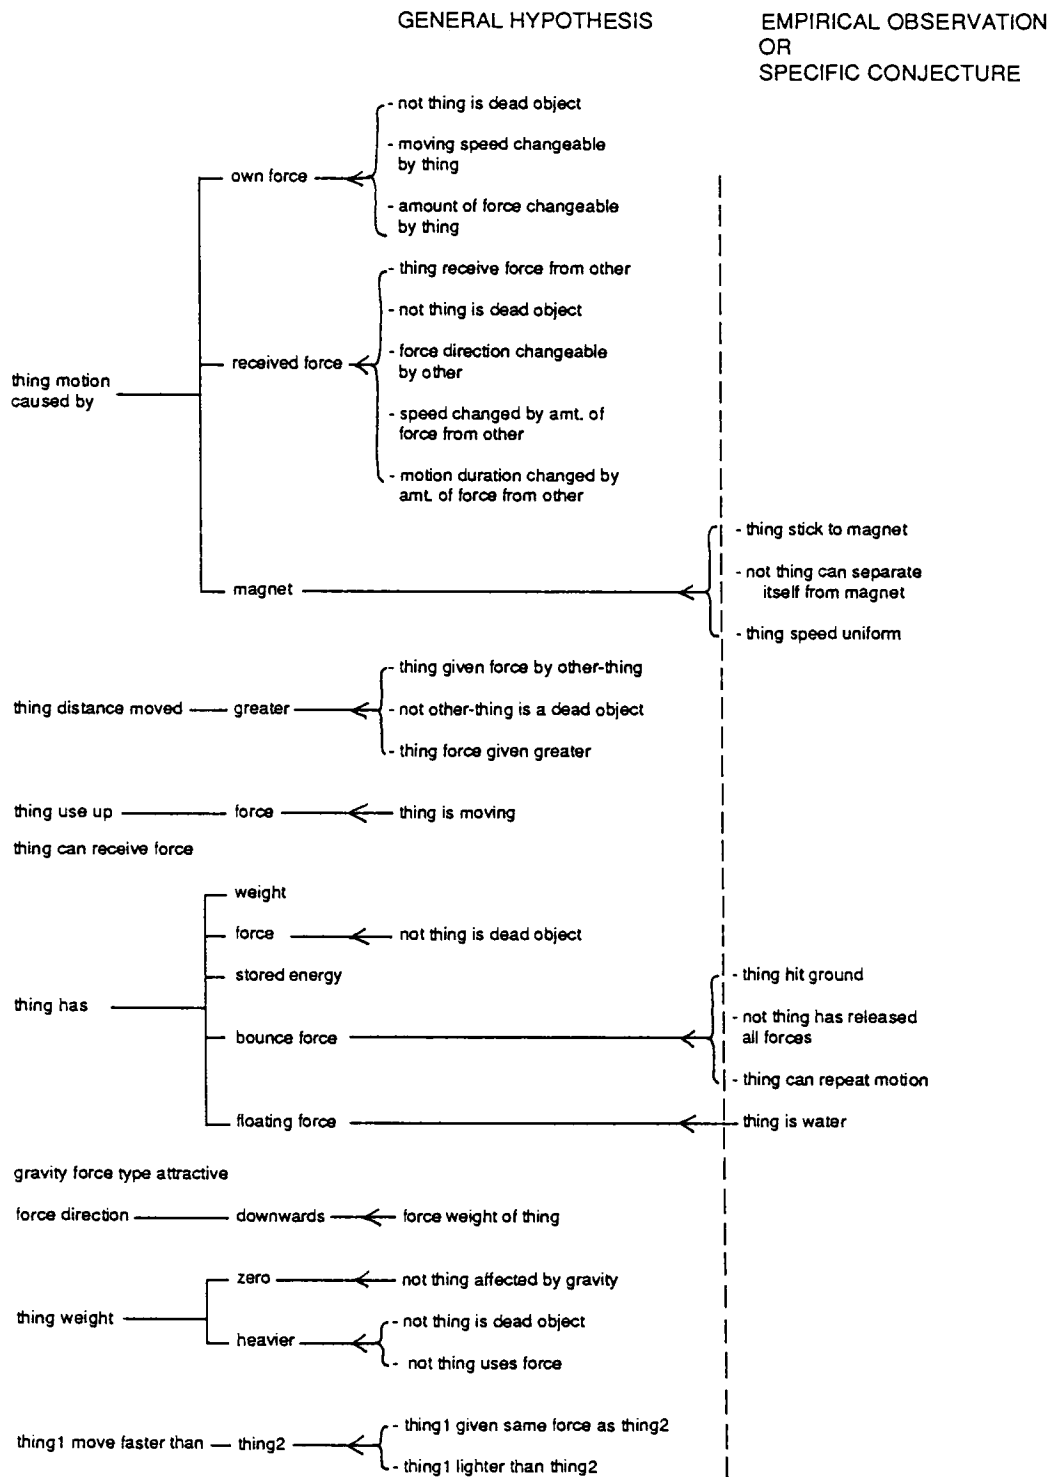 GENERAL HYPOTHESIS
EMPIRICAL OBSERVATION
OR
SPECIFIC CONJECTURE
thing motion
caused by
own force
- not thing is dead object
- moving speed changeable
by thing
- amount of force changeable
by thing
received force
- thing receive force from other
- not thing is dead object
- force direction changeable
by other
- speed changed by amt. of
force from other
- motion duration changed by
amt. of force from other
magnet
- thing stick to magnet
- not thing can separate
itself from magnet
- thing speed uniform
thing distance moved
greater
- thing given force by other-thing
- not other-thing is a dead object
- thing force given greater
thing use up
force
thing is moving
thing can receive force
thing has
weight
force
not thing is dead object
stored energy
bounce force
- thing hit ground
- not thing has released
all forces
- thing can repeat motion
floating force
thing is water
gravity force type attractive
force direction
downwards
force weight of thing
thing weight
zero
not thing affected by gravity
heavier
- not thing is dead object
- not thing uses force
thing1 move faster than
thing2
- thing1 given same force as thing2
- thing1 lighter than thing2